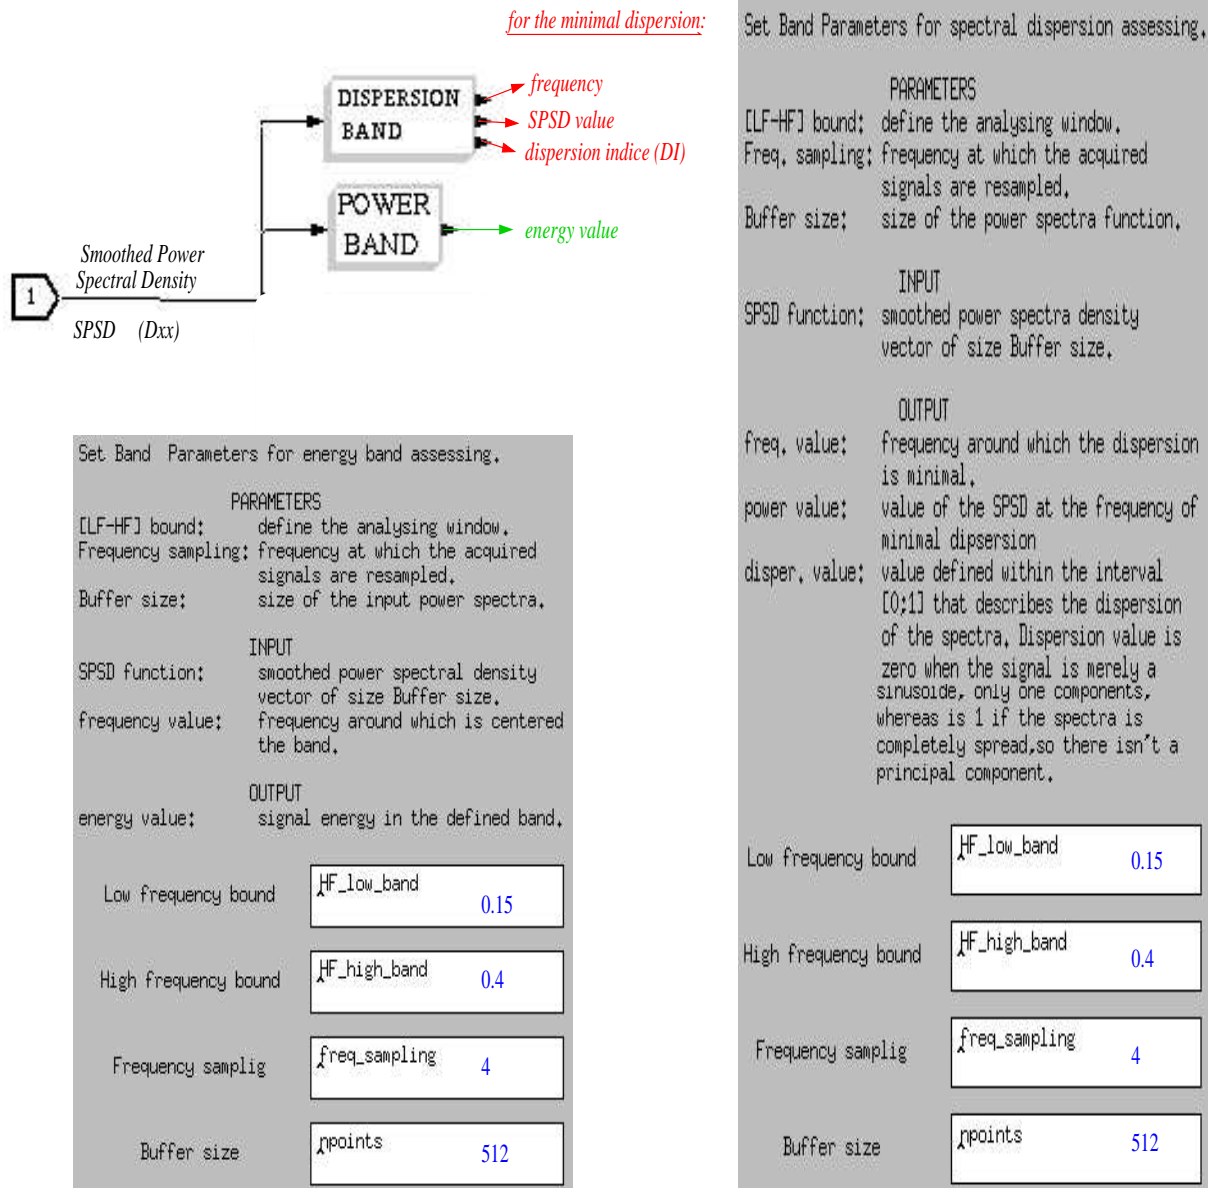 for the minimal dispersion:
DISPERSION
BAND
frequency
SPSD value
dispersion indice (DI)
POWER
BAND
energy value
Smoothed Power
Spectral Density
1
SPSD (Dxx)
Set Band Parameters for energy band assessing.
PARAMETERS
[LF-HF] bound: define the analysing window.
Frequency sampling: frequency at which the acquired
signals are resampled.
Buffer size: size of the input power spectra.
INPUT
SPSD function: smoothed power spectral density
vector of size Buffer size.
frequency value: frequency around which is centered
the band.
OUTPUT
energy value: signal energy in the defined band.
Low frequency bound HF_low_band 0.15
High frequency bound HF_high_band 0.4
Frequency samplig freq_sampling 4
Buffer size npoints 512
Set Band Parameters for spectral dispersion assessing.
PARAMETERS
[LF-HF] bound: define the analysing window.
Freq. sampling: frequency at which the acquired
signals are resampled.
Buffer size: size of the power spectra function.
INPUT
SPSD function: smoothed power spectra density
vector of size Buffer size.
OUTPUT
freq. value: frequency around which the dispersion
is minimal.
power value: value of the SPSD at the frequency of
minimal dipsersion
disper. value: value defined within the interval
[0;1] that describes the dispersion
of the spectra. Dispersion value is
zero when the signal is merely a
sinusoide, only one components,
whereas is 1 if the spectra is
completely spread,so there isn't a
principal component.
Low frequency bound HF_low_band 0.15
High frequency bound HF_high_band 0.4
Frequency samplig freq_sampling 4
Buffer size npoints 512